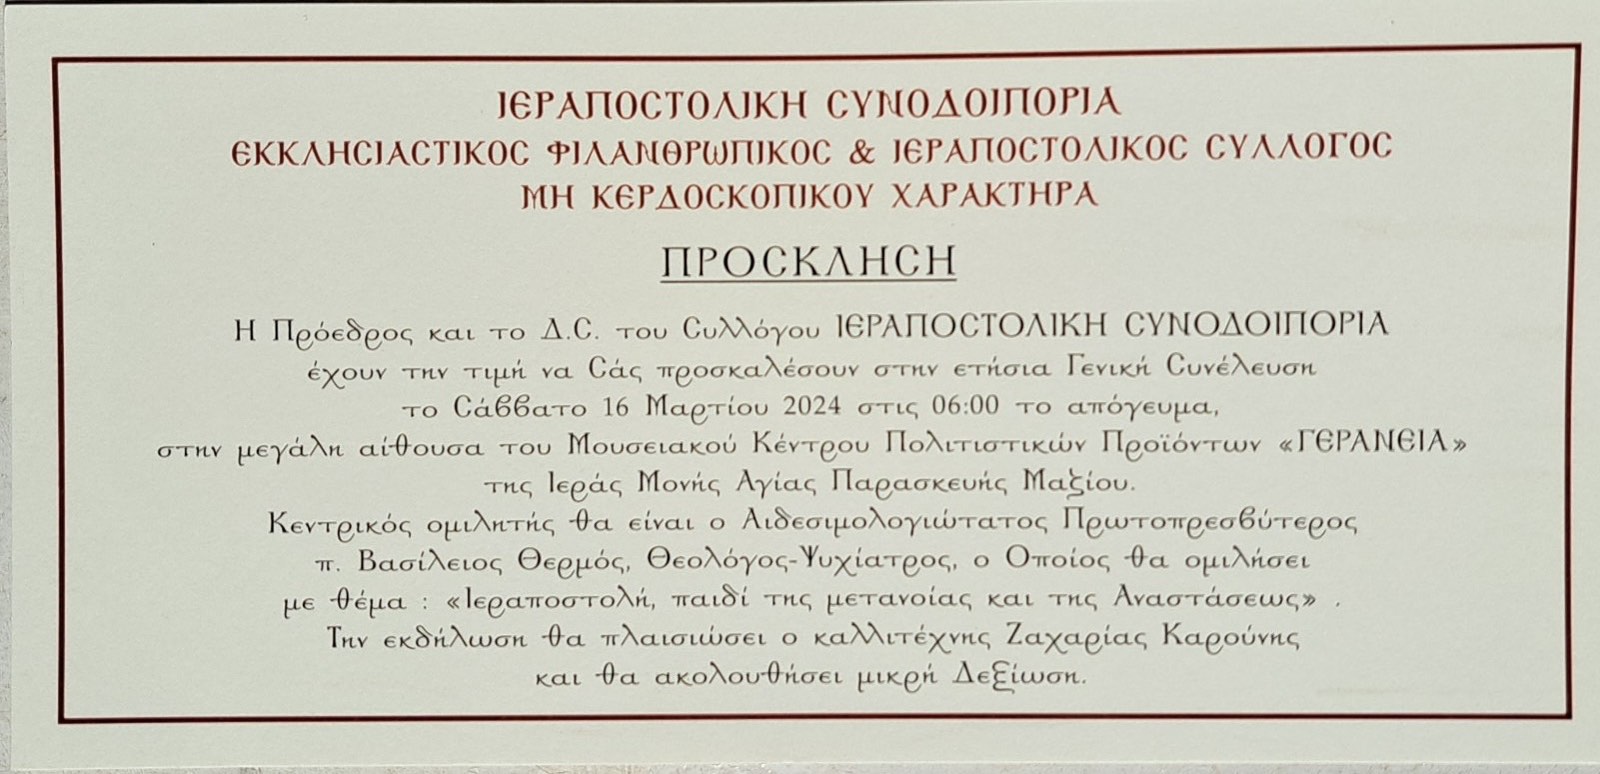 ΙΕΡΑΠΟΣΤΟΛΙΚΗ ΣΥΝΟΔΟΙΠΟΡΙΑ
ΕΚΚΛΗΣΙΑΣΤΙΚΟΣ ΦΙΛΑΝΘΡΩΠΙΚΟΣ & ΙΕΡΑΠΟΣΤΟΛΙΚΟΣ ΣΥΛΛΟΓΟΣ
ΜΗ ΚΕΡΔΟΣΚΟΠΙΚΟΥ ΧΑΡΑΚΤΗΡΑ
ΠΡΟΣΚΛΗΣΗ
Η Πρόεδρος και το Δ.Σ. του Συλλόγου ΙΕΡΑΠΟΣΤΟΛΙΚΗ ΣΥΝΟΔΟΙΠΟΡΙΑ
έχουν την τιμή να Σάς προσκαλέσουν στην ετήσια Γενική Συνέλευση
το Σάββατο 16 Μαρτίου 2024 στις 06:00 το απόγευμα,
στην μεγάλη αίθουσα του Μουσειακού Κέντρου Πολιτιστικών Προϊόντων «ΓΕΡΑΝΕΙΑ»
της Ιεράς Μονής Αγίας Παρασκευής Μαζίου.
Κεντρικός ομιλητής θα είναι ο Αιδεσιμολογιώτατος Πρωτοπρεσβύτερος
π. Βασίλειος Θερμός, Θεολόγος-Ψυχίατρος, ο Οποίος θα ομιλήσει
με θέμα : «Ιεραποστολή, παιδί της μετανοίας και της Αναστάσεως» .
Την εκδήλωση θα πλαισιώσει ο καλλιτέχνης Ζαχαρίας Καρούνης
και θα ακολουθήσει μικρή Δεξίωση.